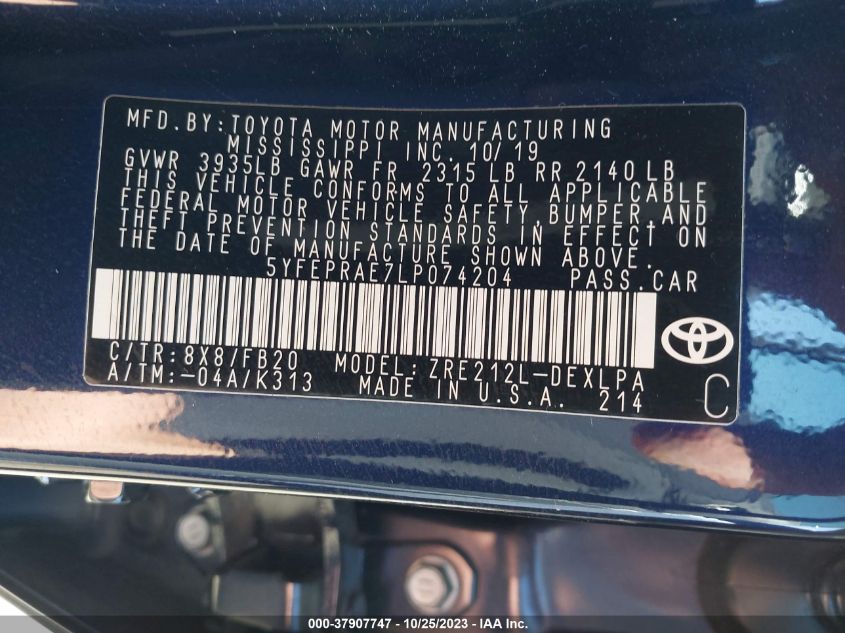 MFD.BY:TOYOTA MOTOR MANUFACTURING
MISSISSIPPI INC. 10/19
GVWR 3935LB GAWR FR 2315 LB RR 2140 LB
THIS VEHICLE CONFORMS TO ALL APPLICABLE
FEDERAL MOTOR VEHICLE SAFETY,BUMPER,AND
THEFT PREVENTION STANDARDS IN EFFECT ON
THE DATE OF MANUFACTURE SHOWN ABOVE.
5YFEPRAE7LP074204 PASS.CAR
C/TR:8X8/FB20 MODEL:ZRE212L-DEXLPA
A/TM:-04A/K313 MADE IN U.S.A. 214
C
000-37907747 - 10/25/2023 - IAA Inc.